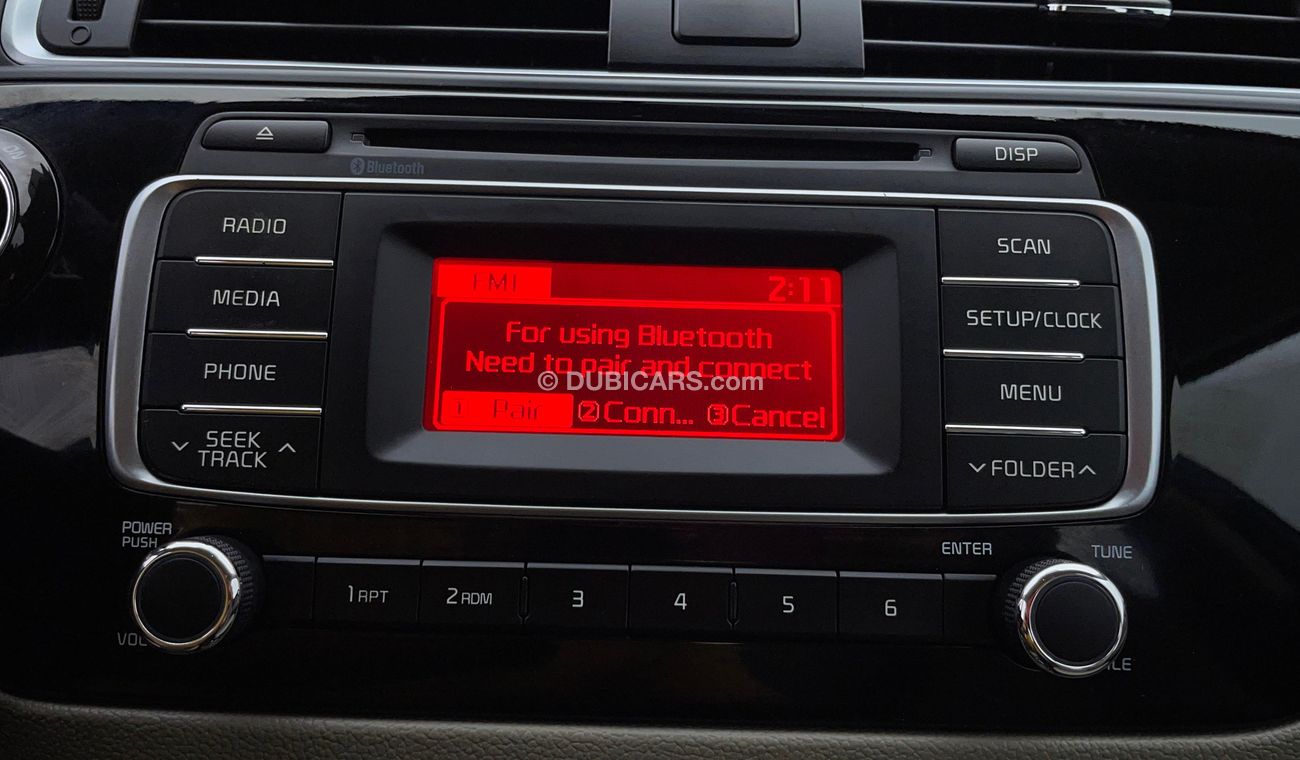 DISP
Bluetooth
RADIO
MEDIA
PHONE
SEEK
TRACK
FM1
2:11
For using Bluetooth
Need to pair and connect
© DUBICARS.com
1 Pair 2 Conn... 3 Cancel
SCAN
SETUP/CLOCK
MENU
FOLDER
POWER
PUSH
VOL
1 RPT
2 RDM
3
4
5
6
ENTER
TUNE